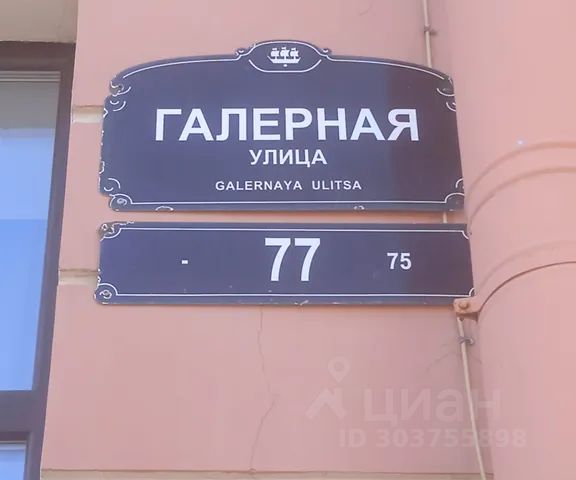 ГАЛЕРНАЯ
УЛИЦА
GALERNAYA ULITSA
- 77 75
циан
ID 303755898